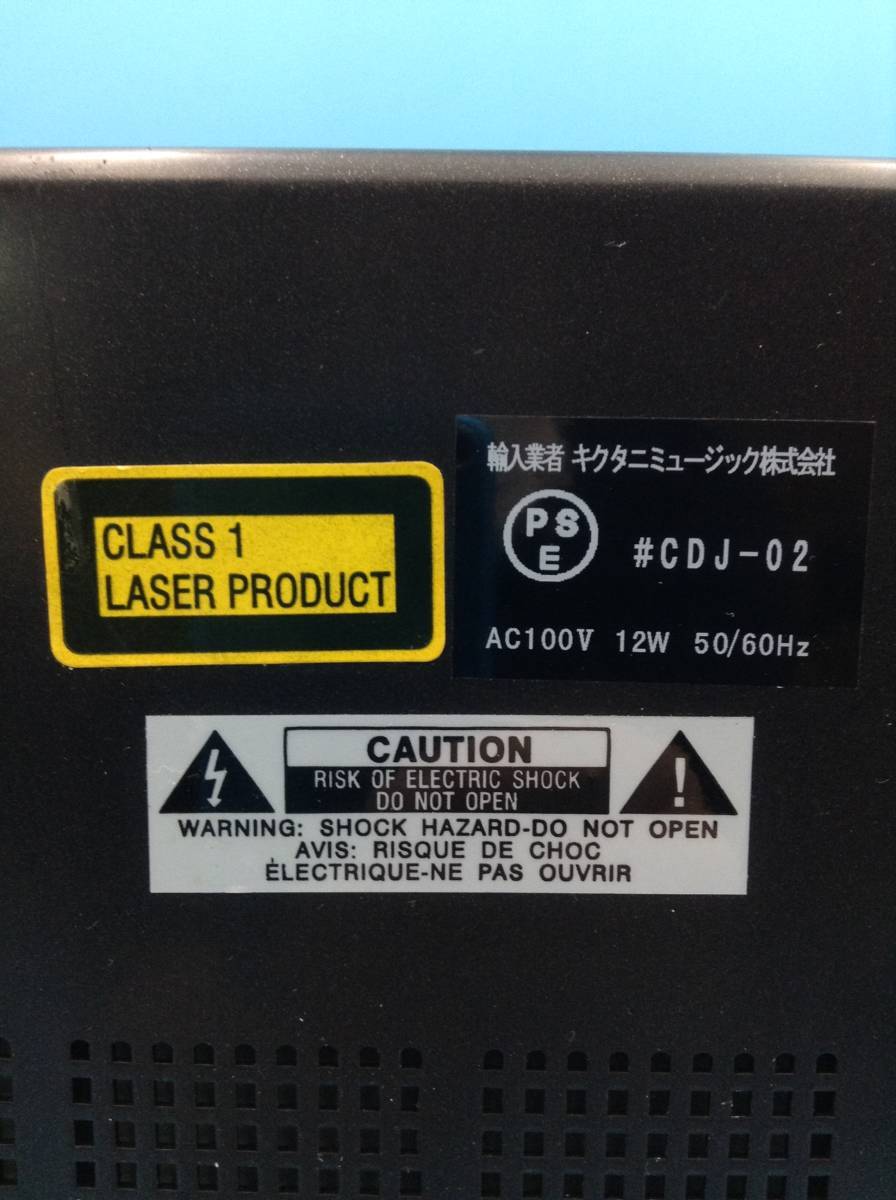 CLASS 1
LASER PRODUCT
輸入業者 キクタニミュージック株式会社
PS
E
#CDJ-02
AC100V 12W 50/60Hz
CAUTION
RISK OF ELECTRIC SHOCK
DO NOT OPEN
WARNING: SHOCK HAZARD-DO NOT OPEN
AVIS: RISQUE DE CHOC
ÉLECTRIQUE-NE PAS OUVRIR